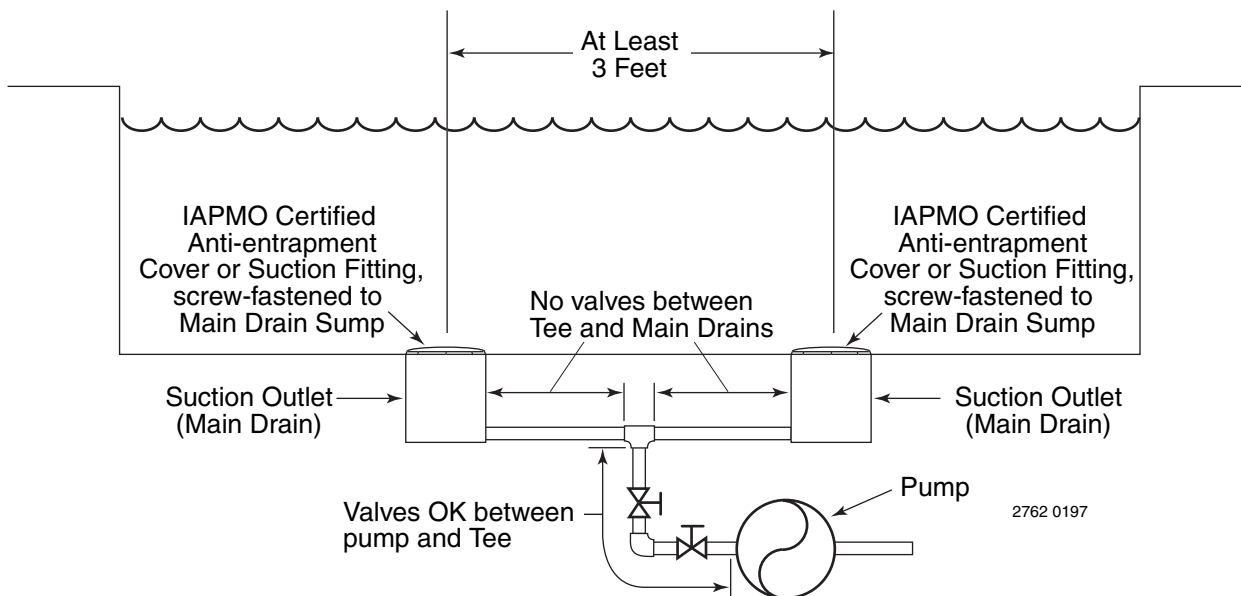 At Least
3 Feet
IAPMO Certified
Anti-entrapment
Cover or Suction Fitting,
screw-fastened to
Main Drain Sump
IAPMO Certified
Anti-entrapment
Cover or Suction Fitting,
screw-fastened to
Main Drain Sump
No valves between
Tee and Main Drains
Suction Outlet
(Main Drain)
Suction Outlet
(Main Drain)
Valves OK between
pump and Tee
Pump
2762 0197